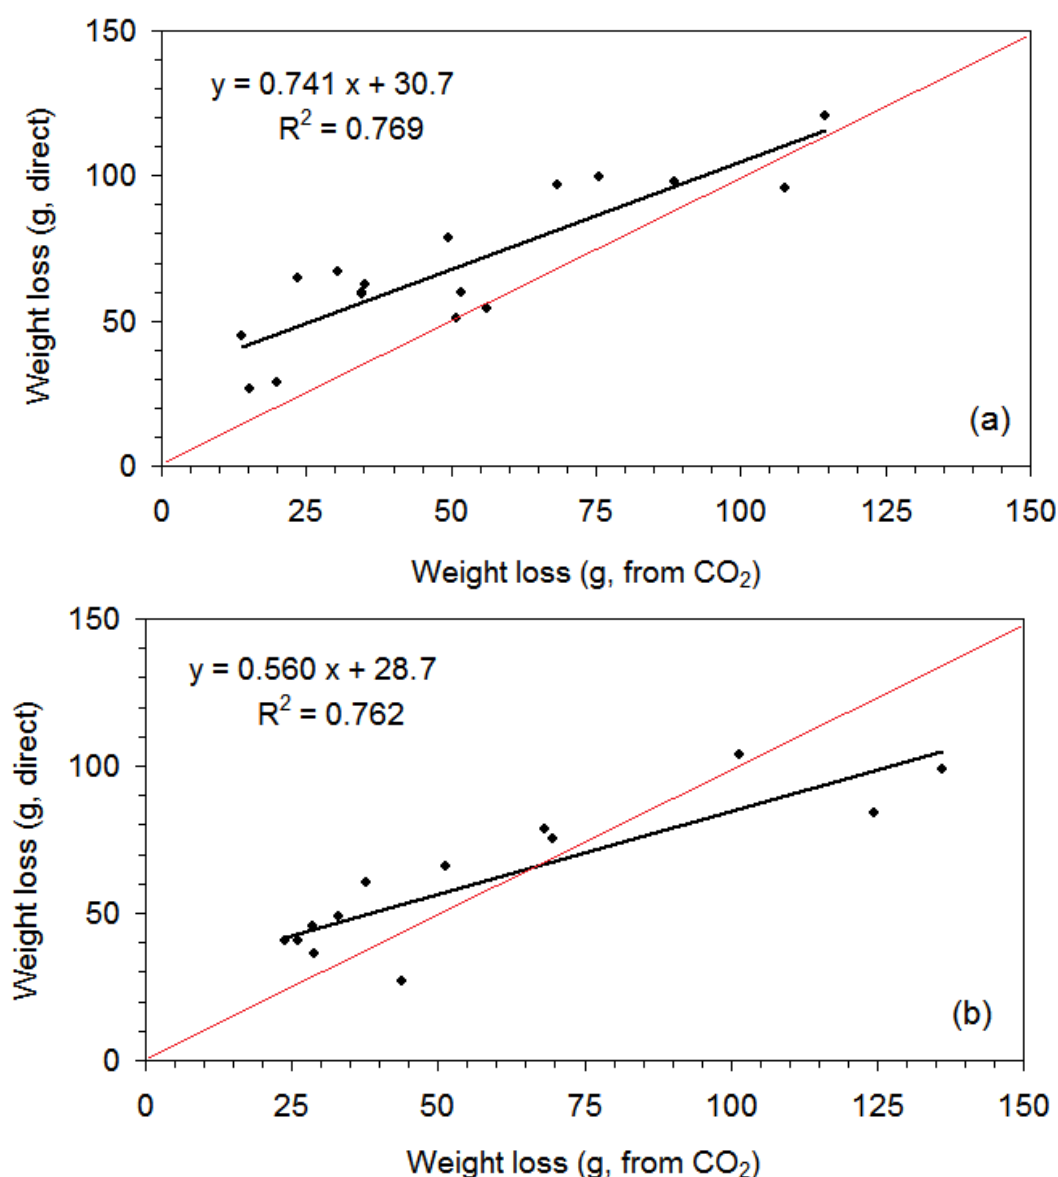 150
y = 0.741 x + 30.7
R² = 0.769
100
Weight loss (g, direct)
50
(a)
0
0 25 50 75 100 125 150
Weight loss (g, from CO₂)
150
y = 0.560 x + 28.7
R² = 0.762
100
Weight loss (g, direct)
50
(b)
0
0 25 50 75 100 125 150
Weight loss (g, from CO₂)